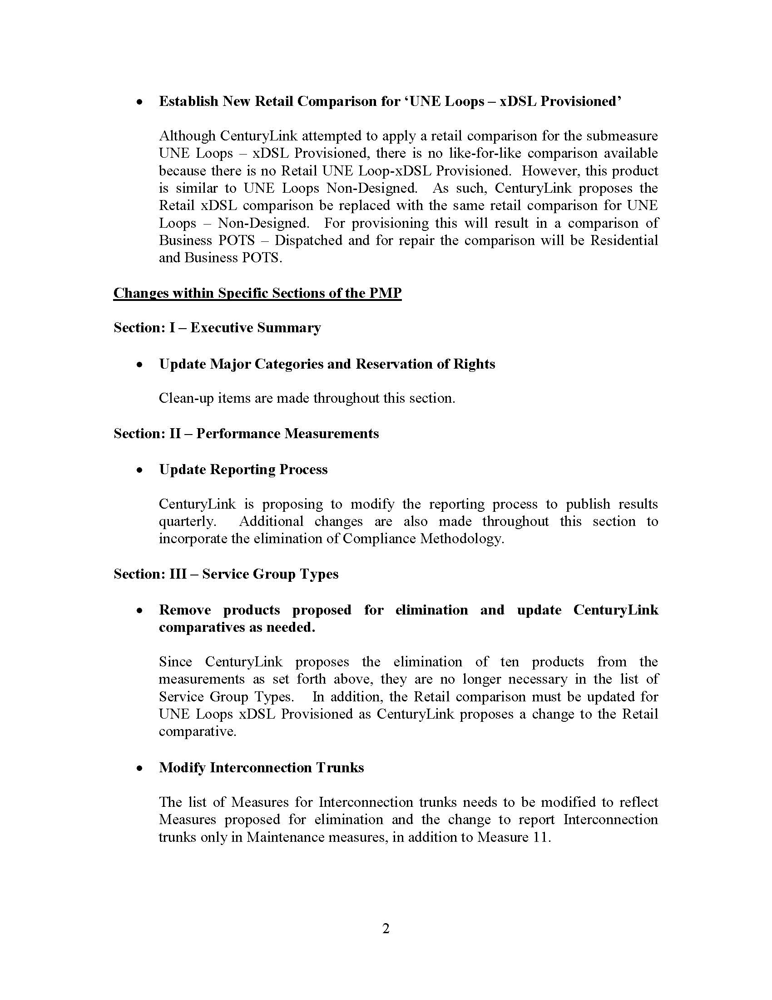 • Establish New Retail Comparison for ‘UNE Loops – xDSL Provisioned’
Although CenturyLink attempted to apply a retail comparison for the submeasure
UNE Loops – xDSL Provisioned, there is no like-for-like comparison available
because there is no Retail UNE Loop-xDSL Provisioned. However, this product
is similar to UNE Loops Non-Designed. As such, CenturyLink proposes the
Retail xDSL comparison be replaced with the same retail comparison for UNE
Loops – Non-Designed. For provisioning this will result in a comparison of
Business POTS – Dispatched and for repair the comparison will be Residential
and Business POTS.
Changes within Specific Sections of the PMP
Section: I – Executive Summary
• Update Major Categories and Reservation of Rights
Clean-up items are made throughout this section.
Section: II – Performance Measurements
• Update Reporting Process
CenturyLink is proposing to modify the reporting process to publish results
quarterly. Additional changes are also made throughout this section to
incorporate the elimination of Compliance Methodology.
Section: III – Service Group Types
• Remove products proposed for elimination and update CenturyLink
comparatives as needed.
Since CenturyLink proposes the elimination of ten products from the
measurements as set forth above, they are no longer necessary in the list of
Service Group Types. In addition, the Retail comparison must be updated for
UNE Loops xDSL Provisioned as CenturyLink proposes a change to the Retail
comparative.
• Modify Interconnection Trunks
The list of Measures for Interconnection trunks needs to be modified to reflect
Measures proposed for elimination and the change to report Interconnection
trunks only in Maintenance measures, in addition to Measure 11.
2